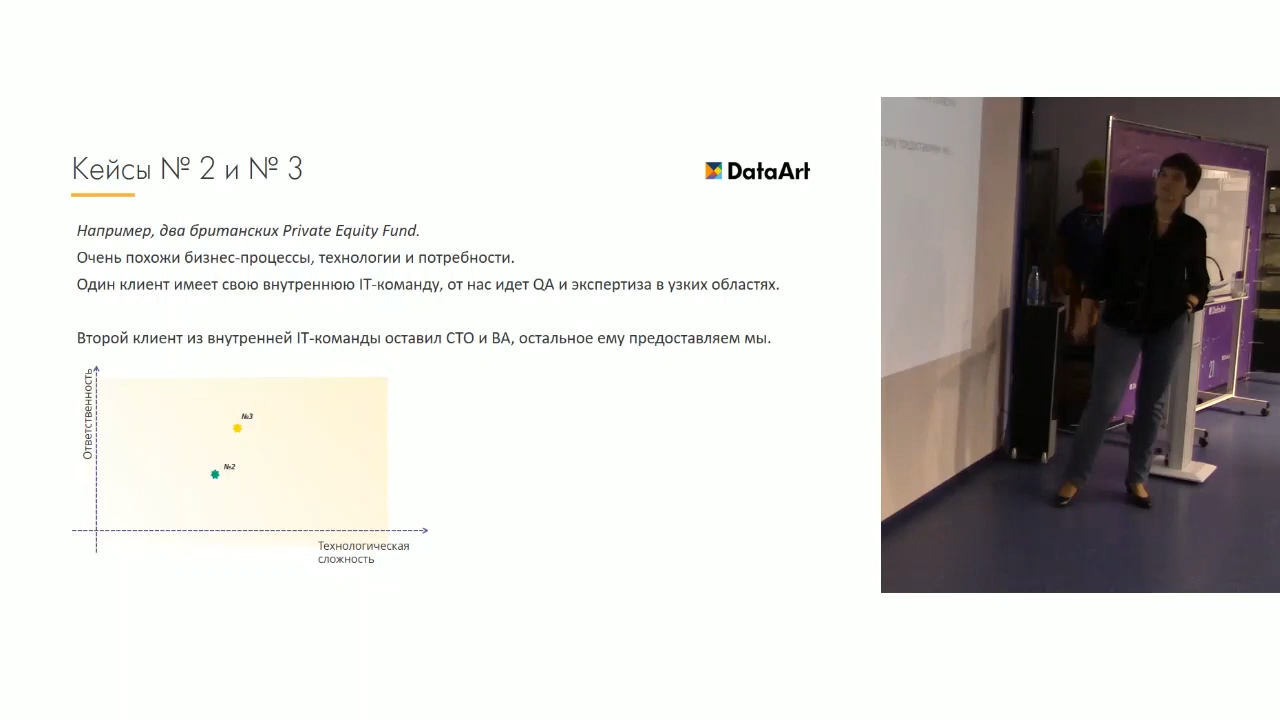 Кейсы № 2 и № 3
DataArt
Например, два британских Private Equity Fund.
Очень похожи бизнес-процессы, технологии и потребности.
Один клиент имеет свою внутреннюю IT-команду, от нас идет QA и экспертиза в узких областях.
Второй клиент из внутренней IT-команды оставил CTO и BA, остальное ему предоставляем мы.
Ответственность
№3
№2
Технологическая
сложность
DataArt
21